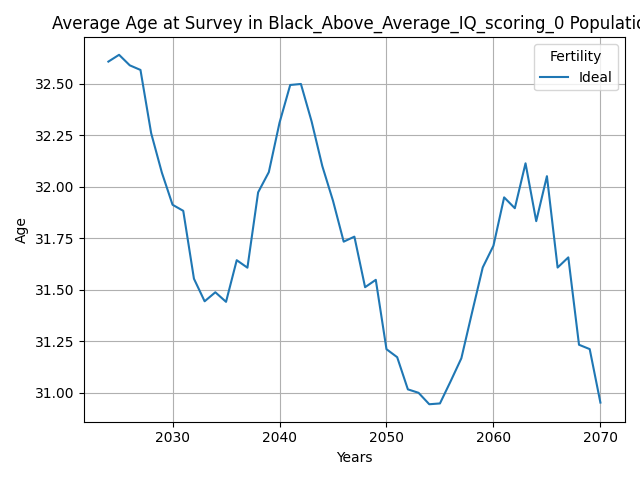 Average Age at Survey in Black_Above_Average_IQ_scoring_0 Populatio
Fertility
Ideal
Age
32.50
32.25
32.00
31.75
31.50
31.25
31.00
2030 2040 2050 2060 2070
Years